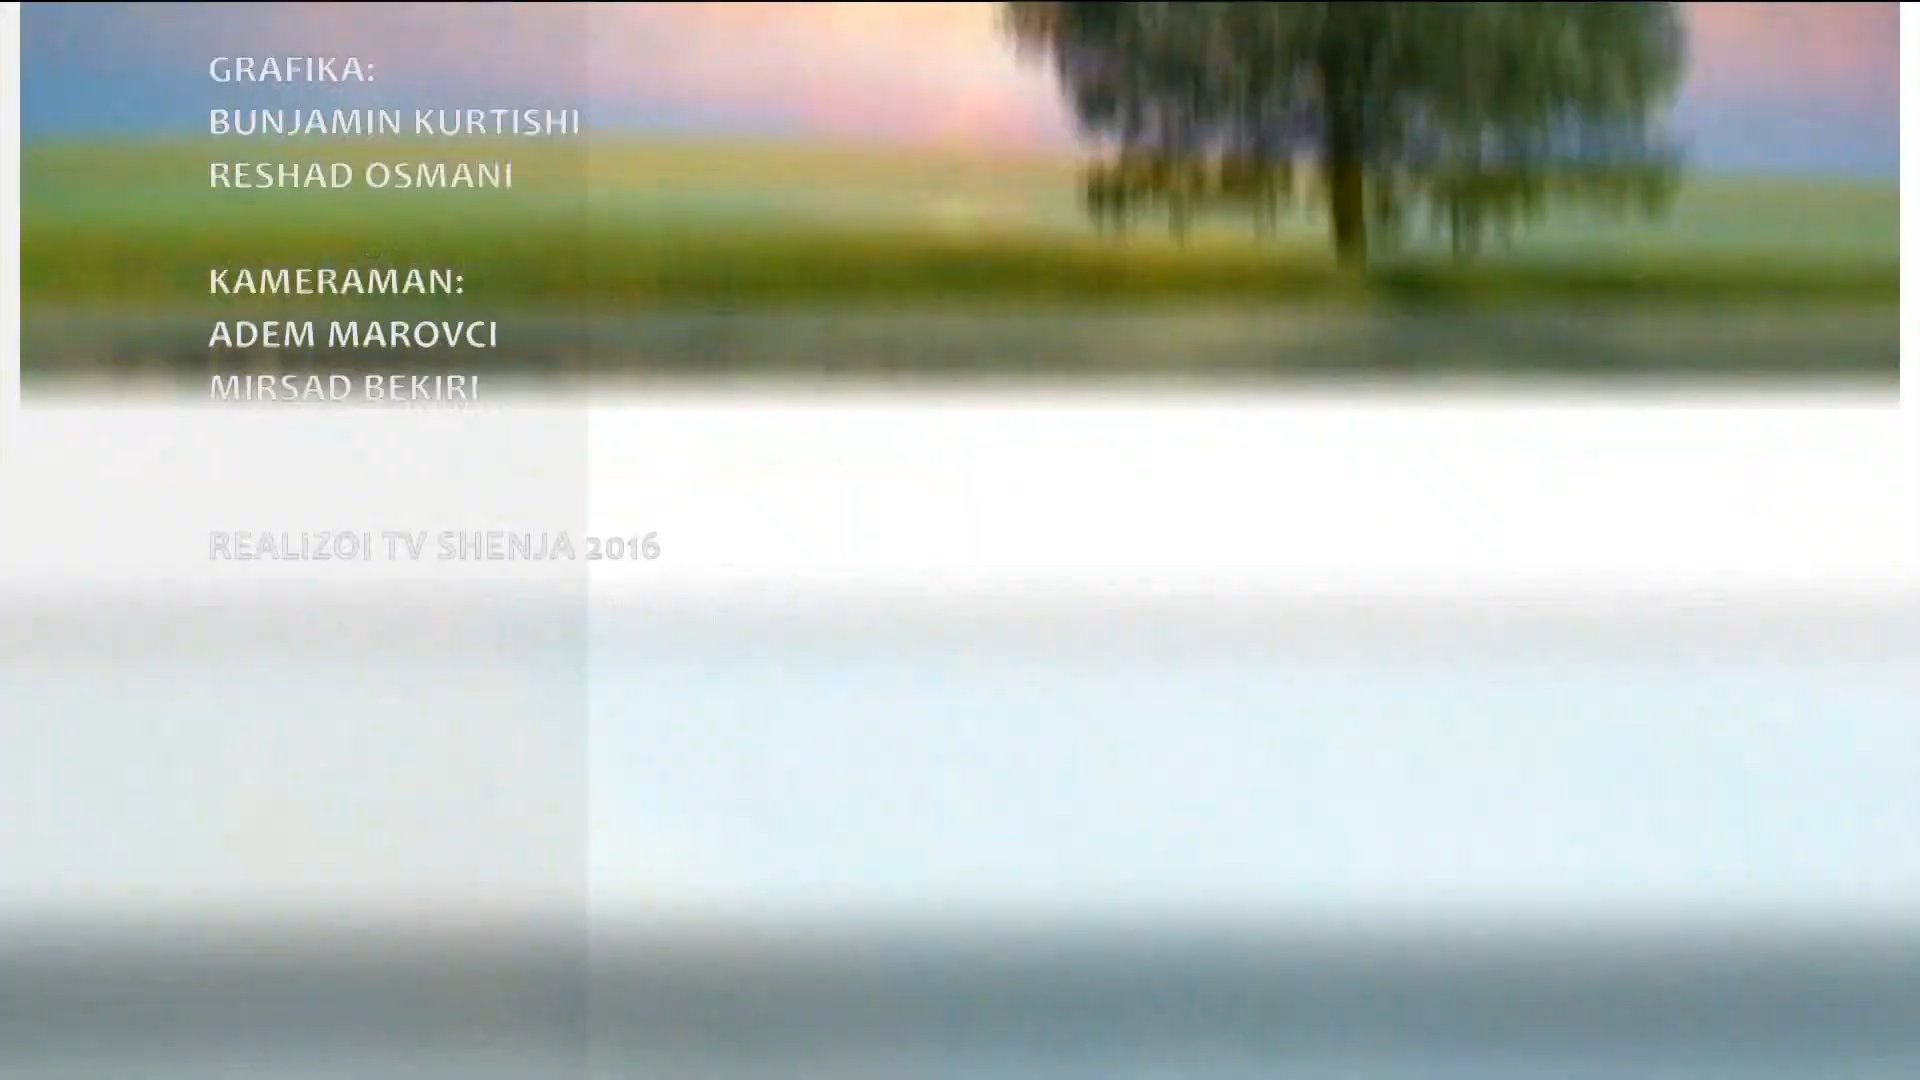 GRAFIKA:
BUNJAMIN KURTISHI
RESHAD OSMANI
KAMERAMAN:
ADEM MAROVCI
MIRSAD BEKIRI
REALiZOI TV SHENJA 2016